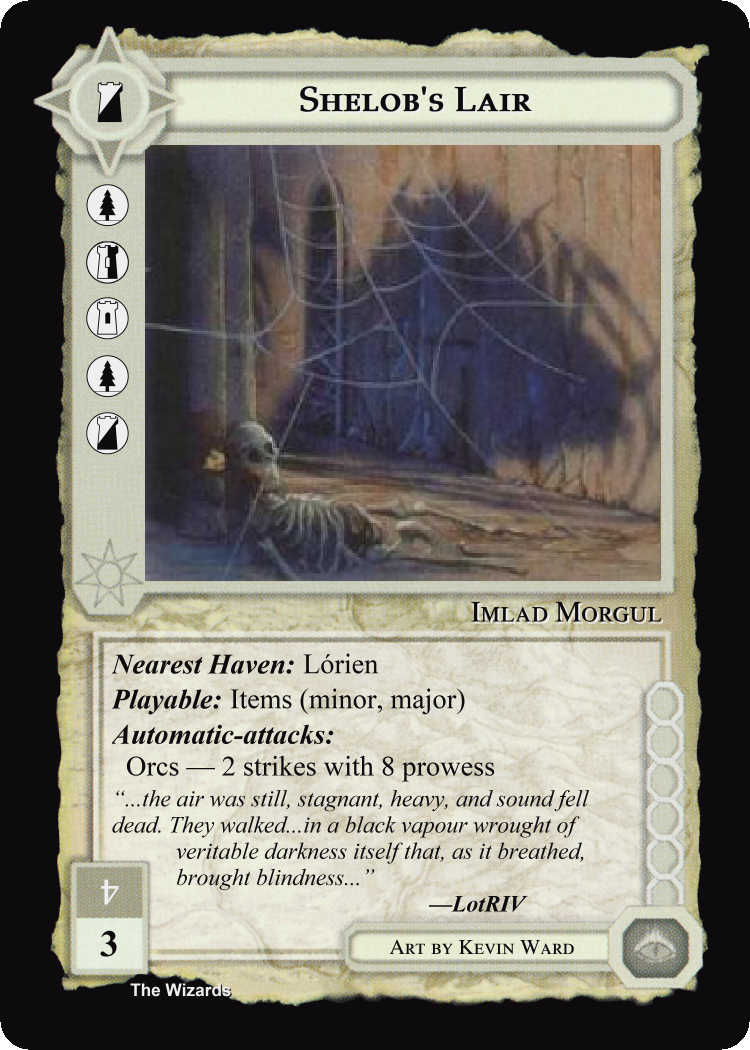 Shelob's Lair
Imlad Morgul
Nearest Haven: Lórien
Playable: Items (minor, major)
Automatic-attacks:
Orcs — 2 strikes with 8 prowess
“...the air was still, stagnant, heavy, and sound fell
dead. They walked...in a black vapour wrought of
veritable darkness itself that, as it breathed,
brought blindness...”
—LotRIV
4
3
Art by Kevin Ward
The Wizards